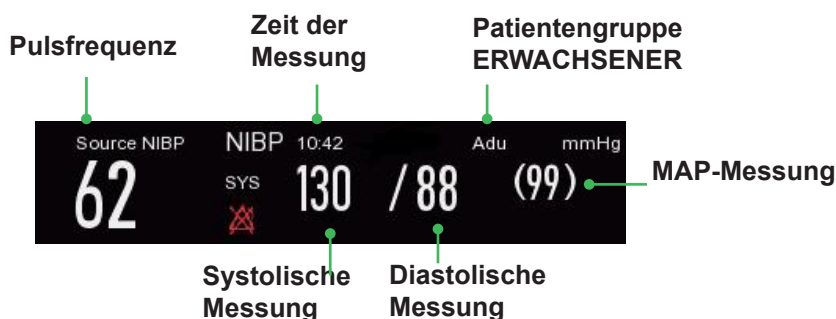 Pulsfrequenz
Zeit der
Messung
Patientengruppe
ERWACHSENER
Source NIBP
NIBP 10:42
Adu
mmHg
62
SYS
130 / 88
(99)
MAP-Messung
Systolische
Messung
Diastolische
Messung